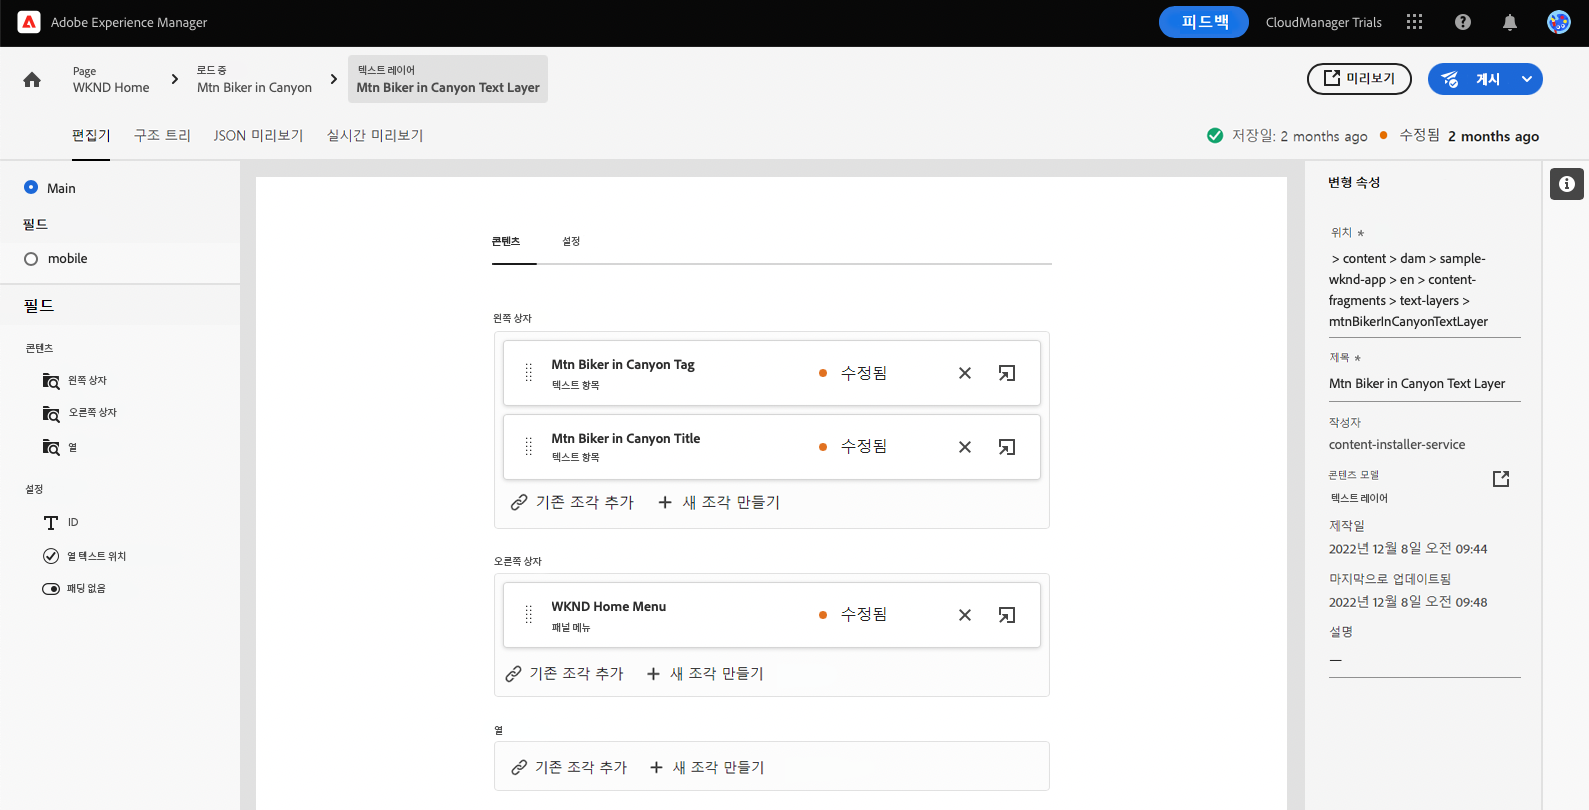 Adobe Experience Manager
피드백
CloudManager Trials
Page
WKND Home
로드 중
Mtn Biker in Canyon
텍스트 레이어
Mtn Biker in Canyon Text Layer
미리보기
게시
편집기
구조 트리
JSON 미리보기
실시간 미리보기
저장일: 2 months ago
수정됨 2 months ago
Main
필드
mobile
필드
콘텐츠
왼쪽 상자
오른쪽 상자
열
설정
ID
열 텍스트 위치
패딩 없음
콘텐츠
설정
왼쪽 상자
Mtn Biker in Canyon Tag
텍스트 항목
수정됨
Mtn Biker in Canyon Title
텍스트 항목
수정됨
기존 조각 추가
새 조각 만들기
오른쪽 상자
WKND Home Menu
패널 메뉴
수정됨
기존 조각 추가
새 조각 만들기
열
기존 조각 추가
새 조각 만들기
변형 속성
위치 *
> content > dam > sample-
wknd-app > en > content-
fragments > text-layers >
mtnBikerInCanyonTextLayer
제목 *
Mtn Biker in Canyon Text Layer
작성자
content-installer-service
콘텐츠 모델
텍스트 레이어
제작일
2022년 12월 8일 오전 09:44
마지막으로 업데이트됨
2022년 12월 8일 오전 09:48
설명
—